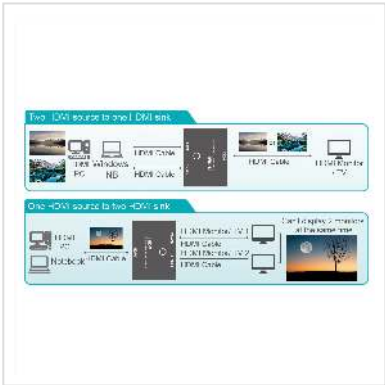 Two HDMI source to one HDMI sink
HDMI Cable
HDMI PC
Windows NB
HDMI Cable
or
HDMI Cable
HDMI Monitor
/ TV
One HDMI source to two HDMI sink
HDMI PC
Notebook
HDMI Cable
HDMI Monitor/ TV 1
HDMI Cable
HDMI Monitor/ TV 2
HDMI Cable
Can't display 2 monitors
at the same time